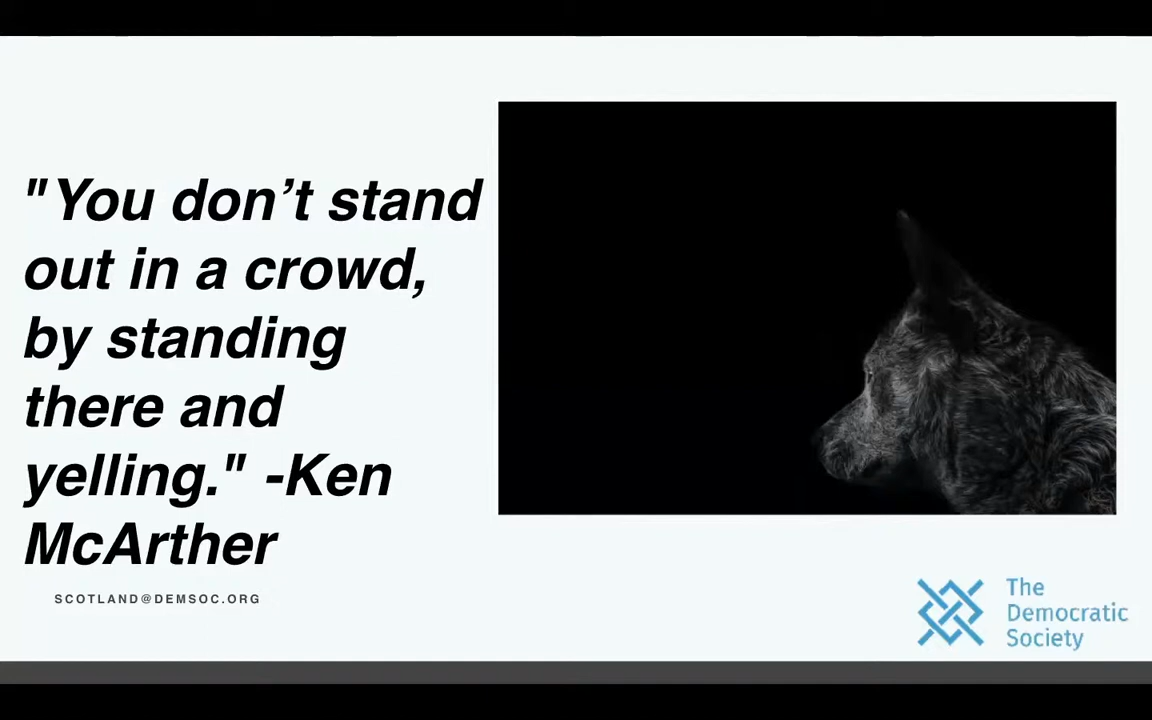 "You don’t stand
out in a crowd,
by standing
there and
yelling." -Ken
McArther
SCOTLAND@DEMSOC.ORG
The
Democratic
Society